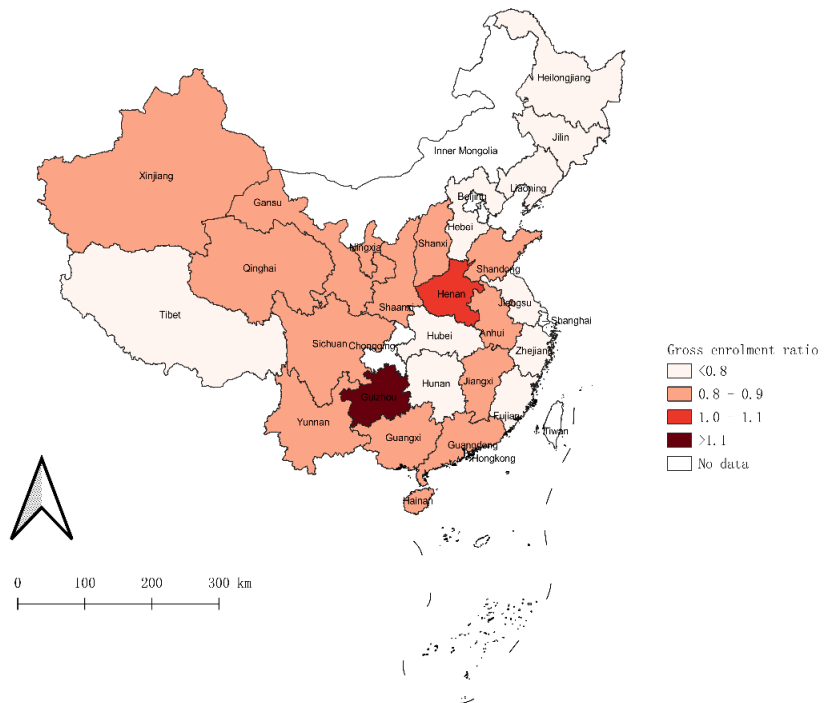 Heilongjiang
Jilin
Inner Mongolia
Liaoning
Xinjiang
Beijing
Gansu
Hebei
Ningxia
Shanxi
Qinghai
Shandong
Henan
Tibet
Shaanxi
Jiangsu
Shanghai
Anhui
Hubei
Sichuan
Chongqing
Zhejiang
Hunan
Jiangxi
Guizhou
Fujian
Yunnan
Guangxi
Guangdong
Tiwan
Hongkong
Hainan
Gross enrolment ratio
<0.8
0.8 - 0.9
1.0 - 1.1
>1.1
No data
0 100 200 300 km